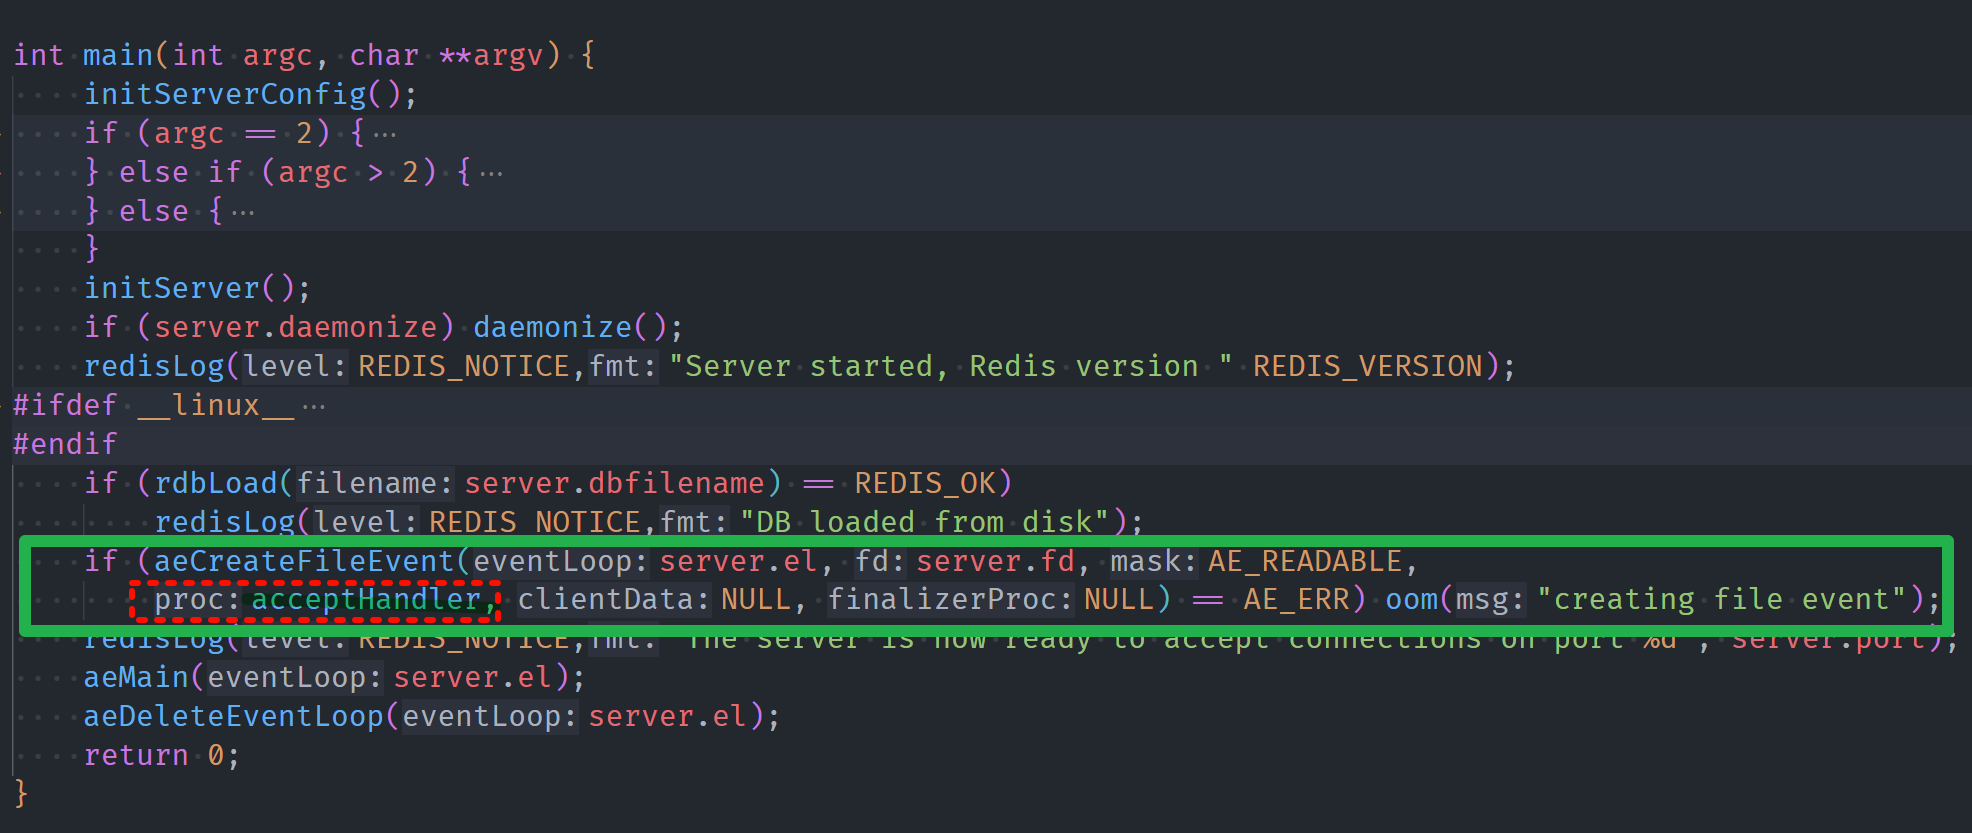 int main(int argc, char **argv) {
    initServerConfig();
    if (argc == 2) {⋯
    } else if (argc > 2) {⋯
    } else {⋯
    }
    initServer();
    if (server.daemonize) daemonize();
    redisLog(level:REDIS_NOTICE,fmt:"Server started, Redis version " REDIS_VERSION);
#ifdef __linux__⋯
#endif
    if (rdbLoad(filename:server.dbfilename) == REDIS_OK)
        redisLog(level:REDIS_NOTICE,fmt:"DB loaded from disk");
    if (aeCreateFileEvent(eventLoop:server.el, fd:server.fd, mask:AE_READABLE,
        proc:acceptHandler, clientData:NULL, finalizerProc:NULL) == AE_ERR) oom(msg:"creating file event");
    redisLog(level:REDIS_NOTICE,fmt:"The server is now ready to accept connections on port %d", server.port);
    aeMain(eventLoop:server.el);
    aeDeleteEventLoop(eventLoop:server.el);
    return 0;
}